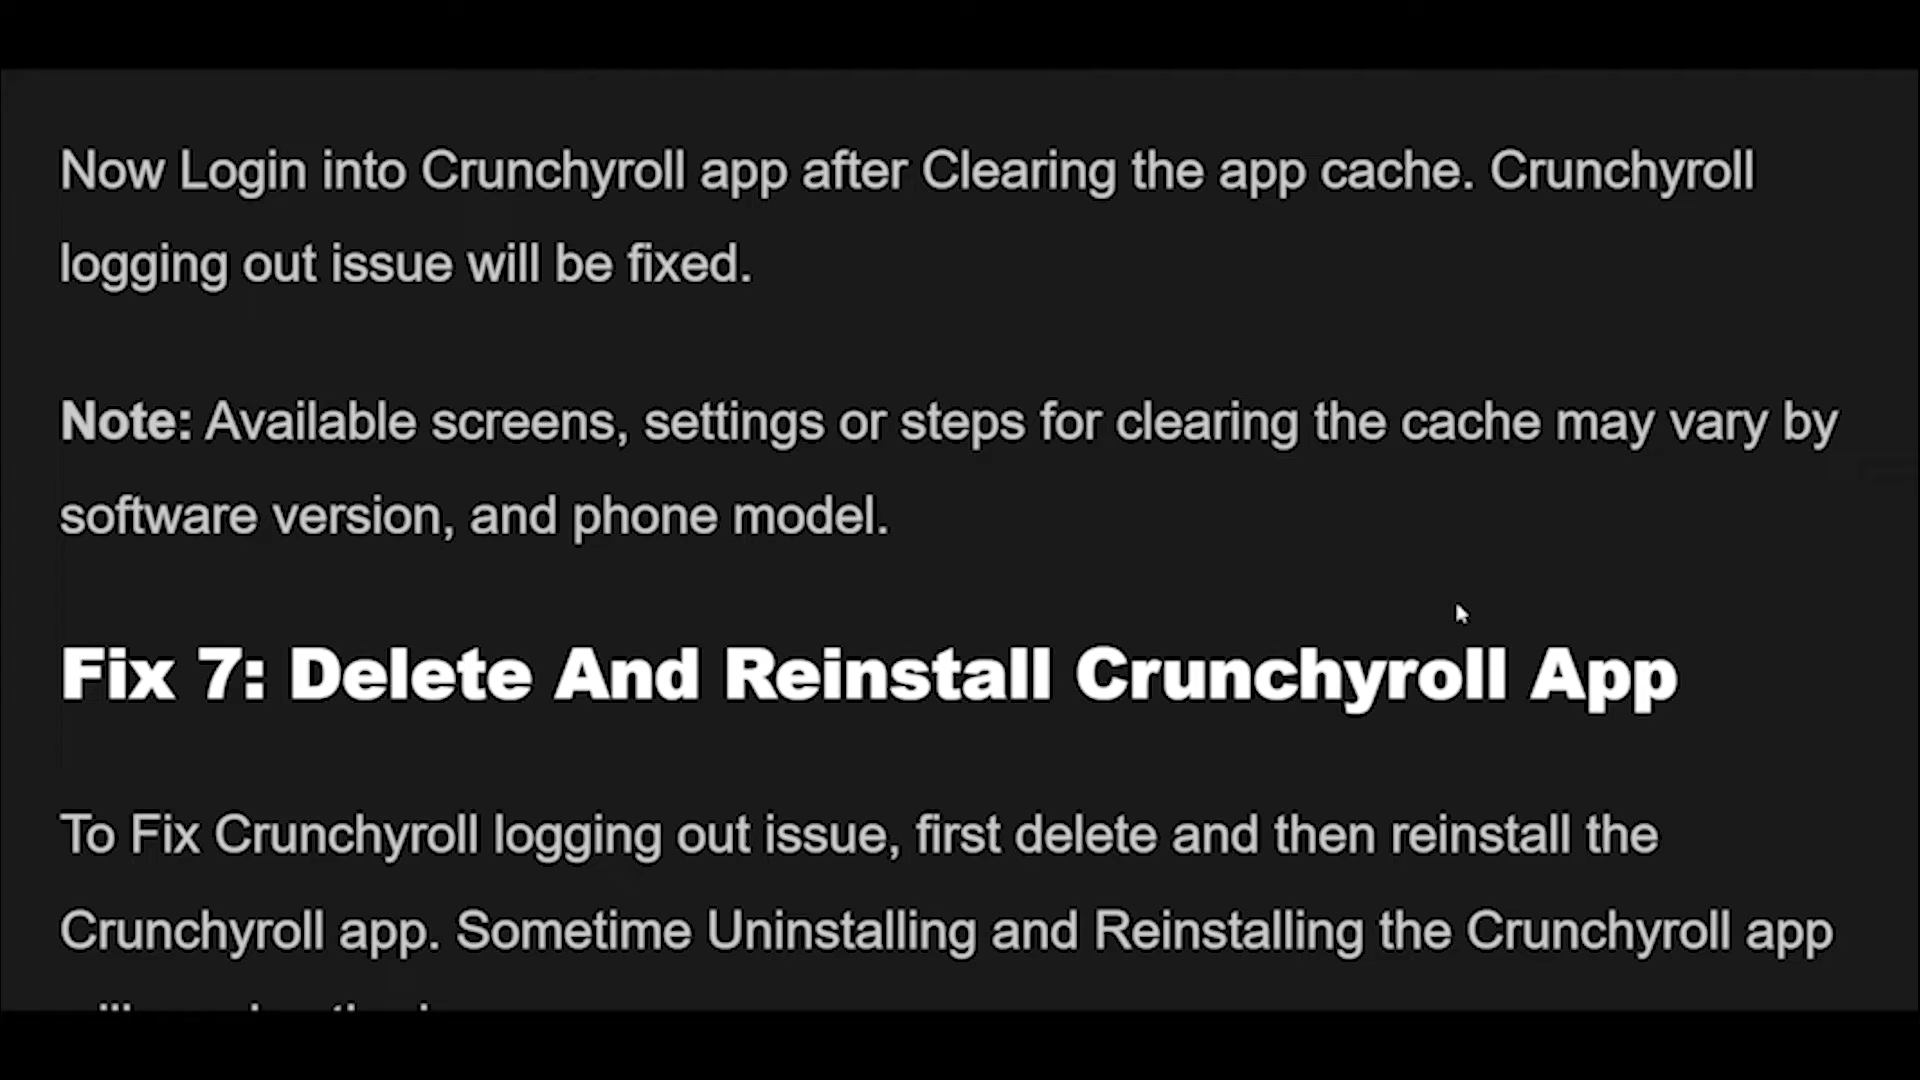 Now Login into Crunchyroll app after Clearing the app cache. Crunchyroll
logging out issue will be fixed.
Note: Available screens, settings or steps for clearing the cache may vary by
software version, and phone model.
Fix 7: Delete And Reinstall Crunchyroll App
To Fix Crunchyroll logging out issue, first delete and then reinstall the
Crunchyroll app. Sometime Uninstalling and Reinstalling the Crunchyroll app